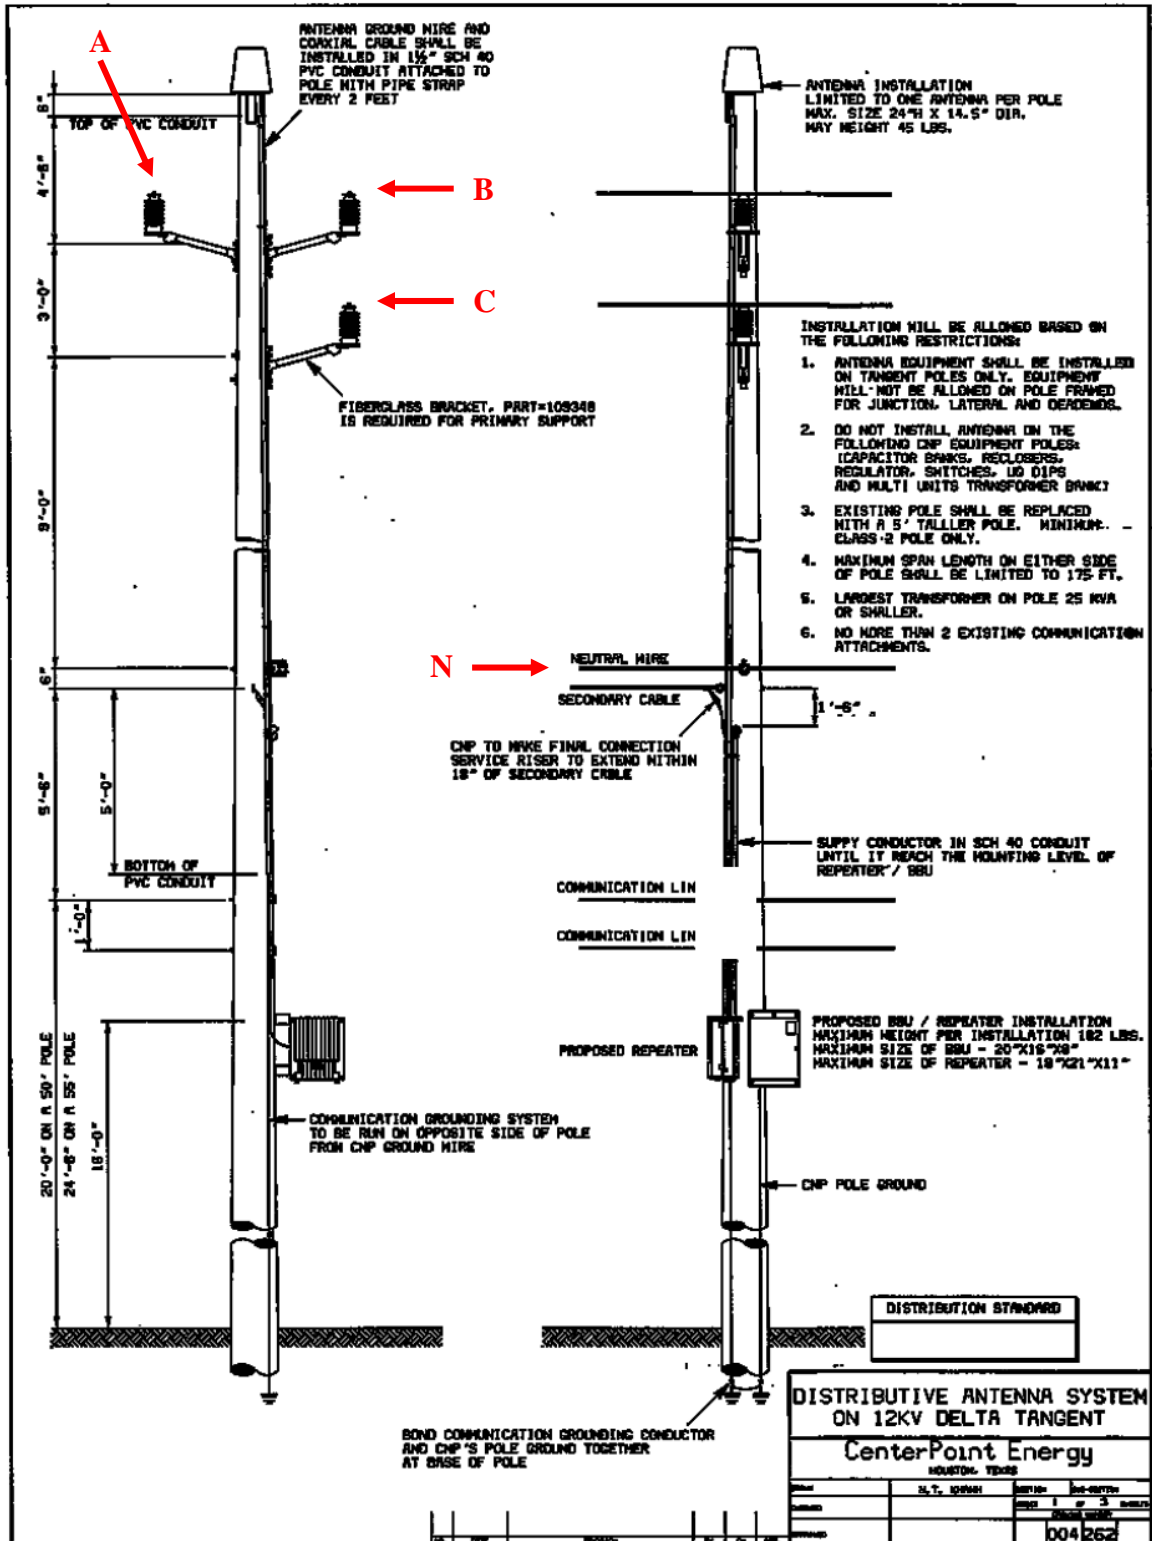 A
ANTENNA GROUND WIRE AND
COAXIAL CABLE SHALL BE
INSTALLED IN 1½" SCH 40
PVC CONDUIT ATTACHED TO
POLE WITH PIPE STRAP
EVERY 2 FEET
ANTENNA INSTALLATION
LIMITED TO ONE ANTENNA PER POLE
MAX. SIZE 24"H X 14.5" DIA.
MAY WEIGHT 45 LBS.
TOP OF PVC CONDUIT
4'-6"
B
3'-0"
C
FIBERGLASS BRACKET, PART=109348
IS REQUIRED FOR PRIMARY SUPPORT
INSTALLATION WILL BE ALLOWED BASED ON
THE FOLLOWING RESTRICTIONS:
1. ANTENNA EQUIPMENT SHALL BE INSTALLED
ON TANGENT POLES ONLY. EQUIPMENT
WILL NOT BE ALLOWED ON POLE FRAMED
FOR JUNCTION, LATERAL AND DEADENDS.
2. DO NOT INSTALL ANTENNA ON THE
FOLLOWING CNP EQUIPMENT POLES:
(CAPACITOR BANKS, RECLOSERS,
REGULATOR, SWITCHES, UG DIPS
AND MULTI UNITS TRANSFORMER BANK)
3. EXISTING POLE SHALL BE REPLACED
WITH A 5' TALLLER POLE. MINIMUM
CLASS 2 POLE ONLY.
4. MAXIMUM SPAN LENGTH ON EITHER SIDE
OF POLE SHALL BE LIMITED TO 175 FT.
5. LARGEST TRANSFORMER ON POLE 25 KVA
OR SMALLER.
6. NO MORE THAN 2 EXISTING COMMUNICATION
ATTACHMENTS.
9'-0"
N
NEUTRAL WIRE
6"
SECONDARY CABLE
1'-6"
CNP TO MAKE FINAL CONNECTION
SERVICE RISER TO EXTEND WITHIN
18" OF SECONDARY CABLE
5'-6"
5'-0"
SUPPY CONDUCTOR IN SCH 40 CONDUIT
UNTIL IT REACH THE MOUNTING LEVEL OF
REPEATER / BBU
BOTTOM OF
PVC CONDUIT
COMMUNICATION LIN
1'-0"
COMMUNICATION LIN
PROPOSED BBU / REPEATER INSTALLATION
MAXIMUM WEIGHT PER INSTALLATION 182 LBS.
MAXIMUM SIZE OF BBU - 20"X16"X8"
MAXIMUM SIZE OF REPEATER - 18"X21"X11"
PROPOSED REPEATER
20'-0" ON A 50' POLE
24'-6" ON A 55' POLE
COMMUNICATION GROUNDING SYSTEM
TO BE RUN ON OPPOSITE SIDE OF POLE
FROM CNP GROUND WIRE
CNP POLE GROUND
DISTRIBUTION STANDARD
BOND COMMUNICATION GROUNDING CONDUCTOR
AND CNP'S POLE GROUND TOGETHER
AT BASE OF POLE
DISTRIBUTIVE ANTENNA SYSTEM
ON 12KV DELTA TANGENT
CenterPoint Energy
HOUSTON, TEXAS
004 262